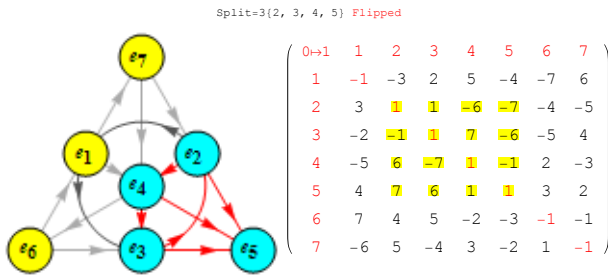 Split=3{2, 3, 4, 5} Flipped
e7
e1
e2
e4
e6
e3
e5
0↦1 1 2 3 4 5 6 7
1 −1 −3 2 5 −4 −7 6
2 3 1 1 −6 −7 −4 −5
3 −2 −1 1 7 −6 −5 4
4 −5 6 −7 1 −1 2 −3
5 4 7 6 1 1 3 2
6 7 4 5 −2 −3 −1 −1
7 −6 5 −4 3 −2 1 −1